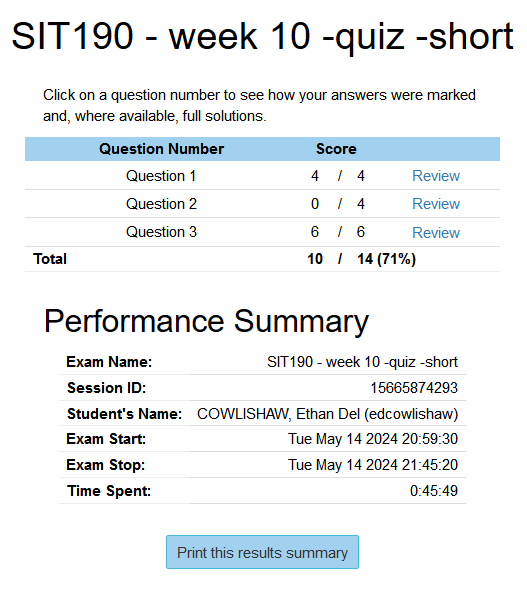 SIT190 - week 10 -quiz -short
Click on a question number to see how your answers were marked
and, where available, full solutions.
Question Number Score
Question 1 4 / 4 Review
Question 2 0 / 4 Review
Question 3 6 / 6 Review
Total 10 / 14 (71%)
Performance Summary
Exam Name: SIT190 - week 10 -quiz -short
Session ID: 15665874293
Student's Name: COWLISHAW, Ethan Del (edcowlishaw)
Exam Start: Tue May 14 2024 20:59:30
Exam Stop: Tue May 14 2024 21:45:20
Time Spent: 0:45:49
Print this results summary